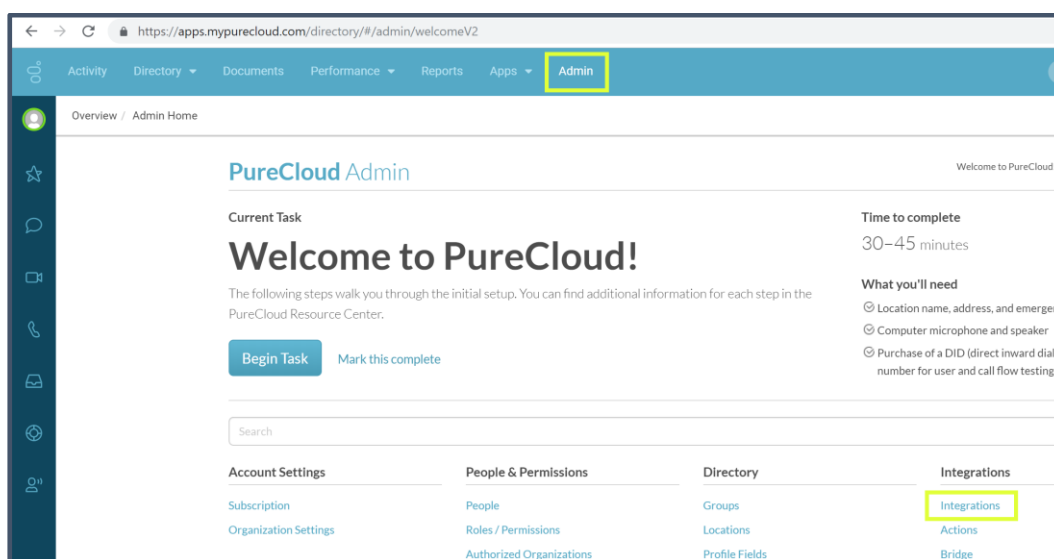 https://apps.mypurecloud.com/directory/#/admin/welcomeV2
Activity Directory Documents Performance Reports Apps Admin
Overview / Admin Home
PureCloud Admin
Welcome to PureCloud
Current Task
Welcome to PureCloud!
The following steps walk you through the initial setup. You can find additional information for each step in the
PureCloud Resource Center.
Begin Task Mark this complete
Time to complete
30–45 minutes
What you'll need
Location name, address, and emerge
Computer microphone and speaker
Purchase of a DID (direct inward dial
number for user and call flow testing
Search
Account Settings People & Permissions Directory Integrations
Subscription People Groups Integrations
Organization Settings Roles / Permissions Locations Actions
Authorized Organizations Profile Fields Bridge